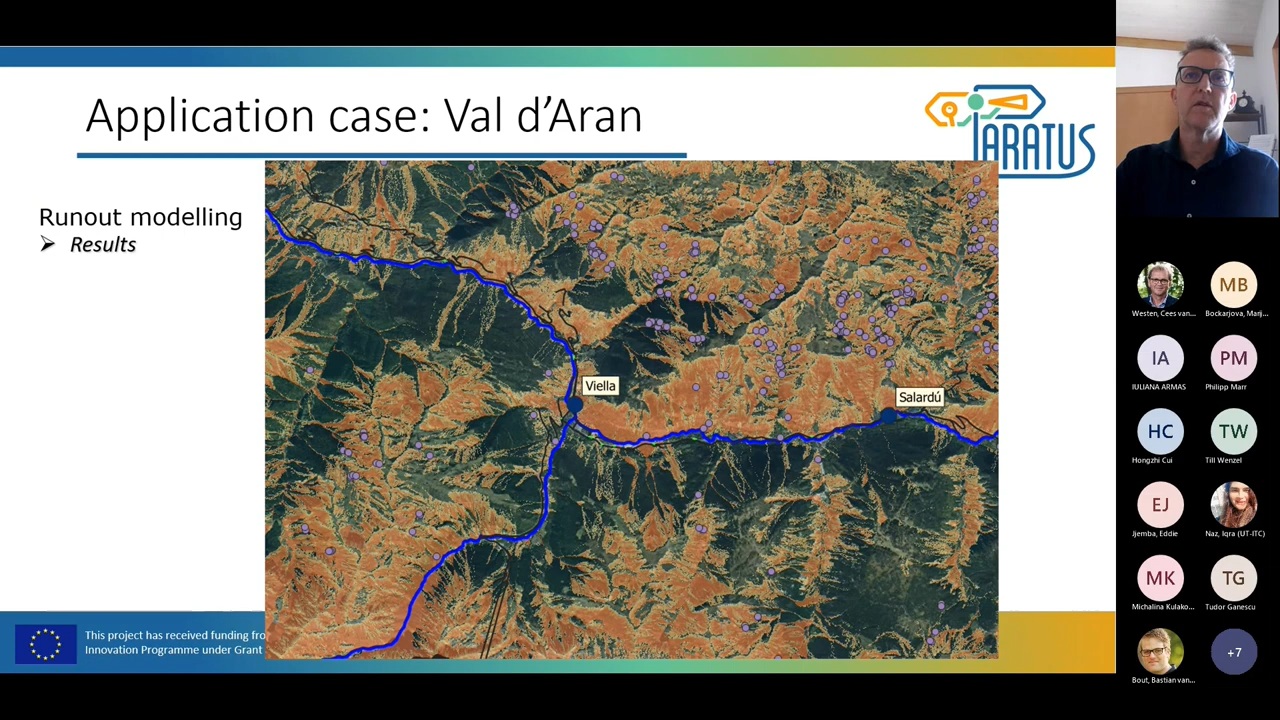 Application case: Val d'Aran
PARATUS
Runout modelling
➢ Results
Viella
Salardú
This project has received funding fro
Innovation Programme under Grant
Westen, Cees van...
MB
Bockarjova, Marij...
IA
IULIANA ARMAS
PM
Philipp Marr
HC
Hongzhi Cui
TW
Till Wenzel
EJ
Jjemba, Eddie
Naz, Iqra (UT-ITC)
MK
Michalina Kulako...
TG
Tudor Ganescu
Bout, Bastian van...
+7